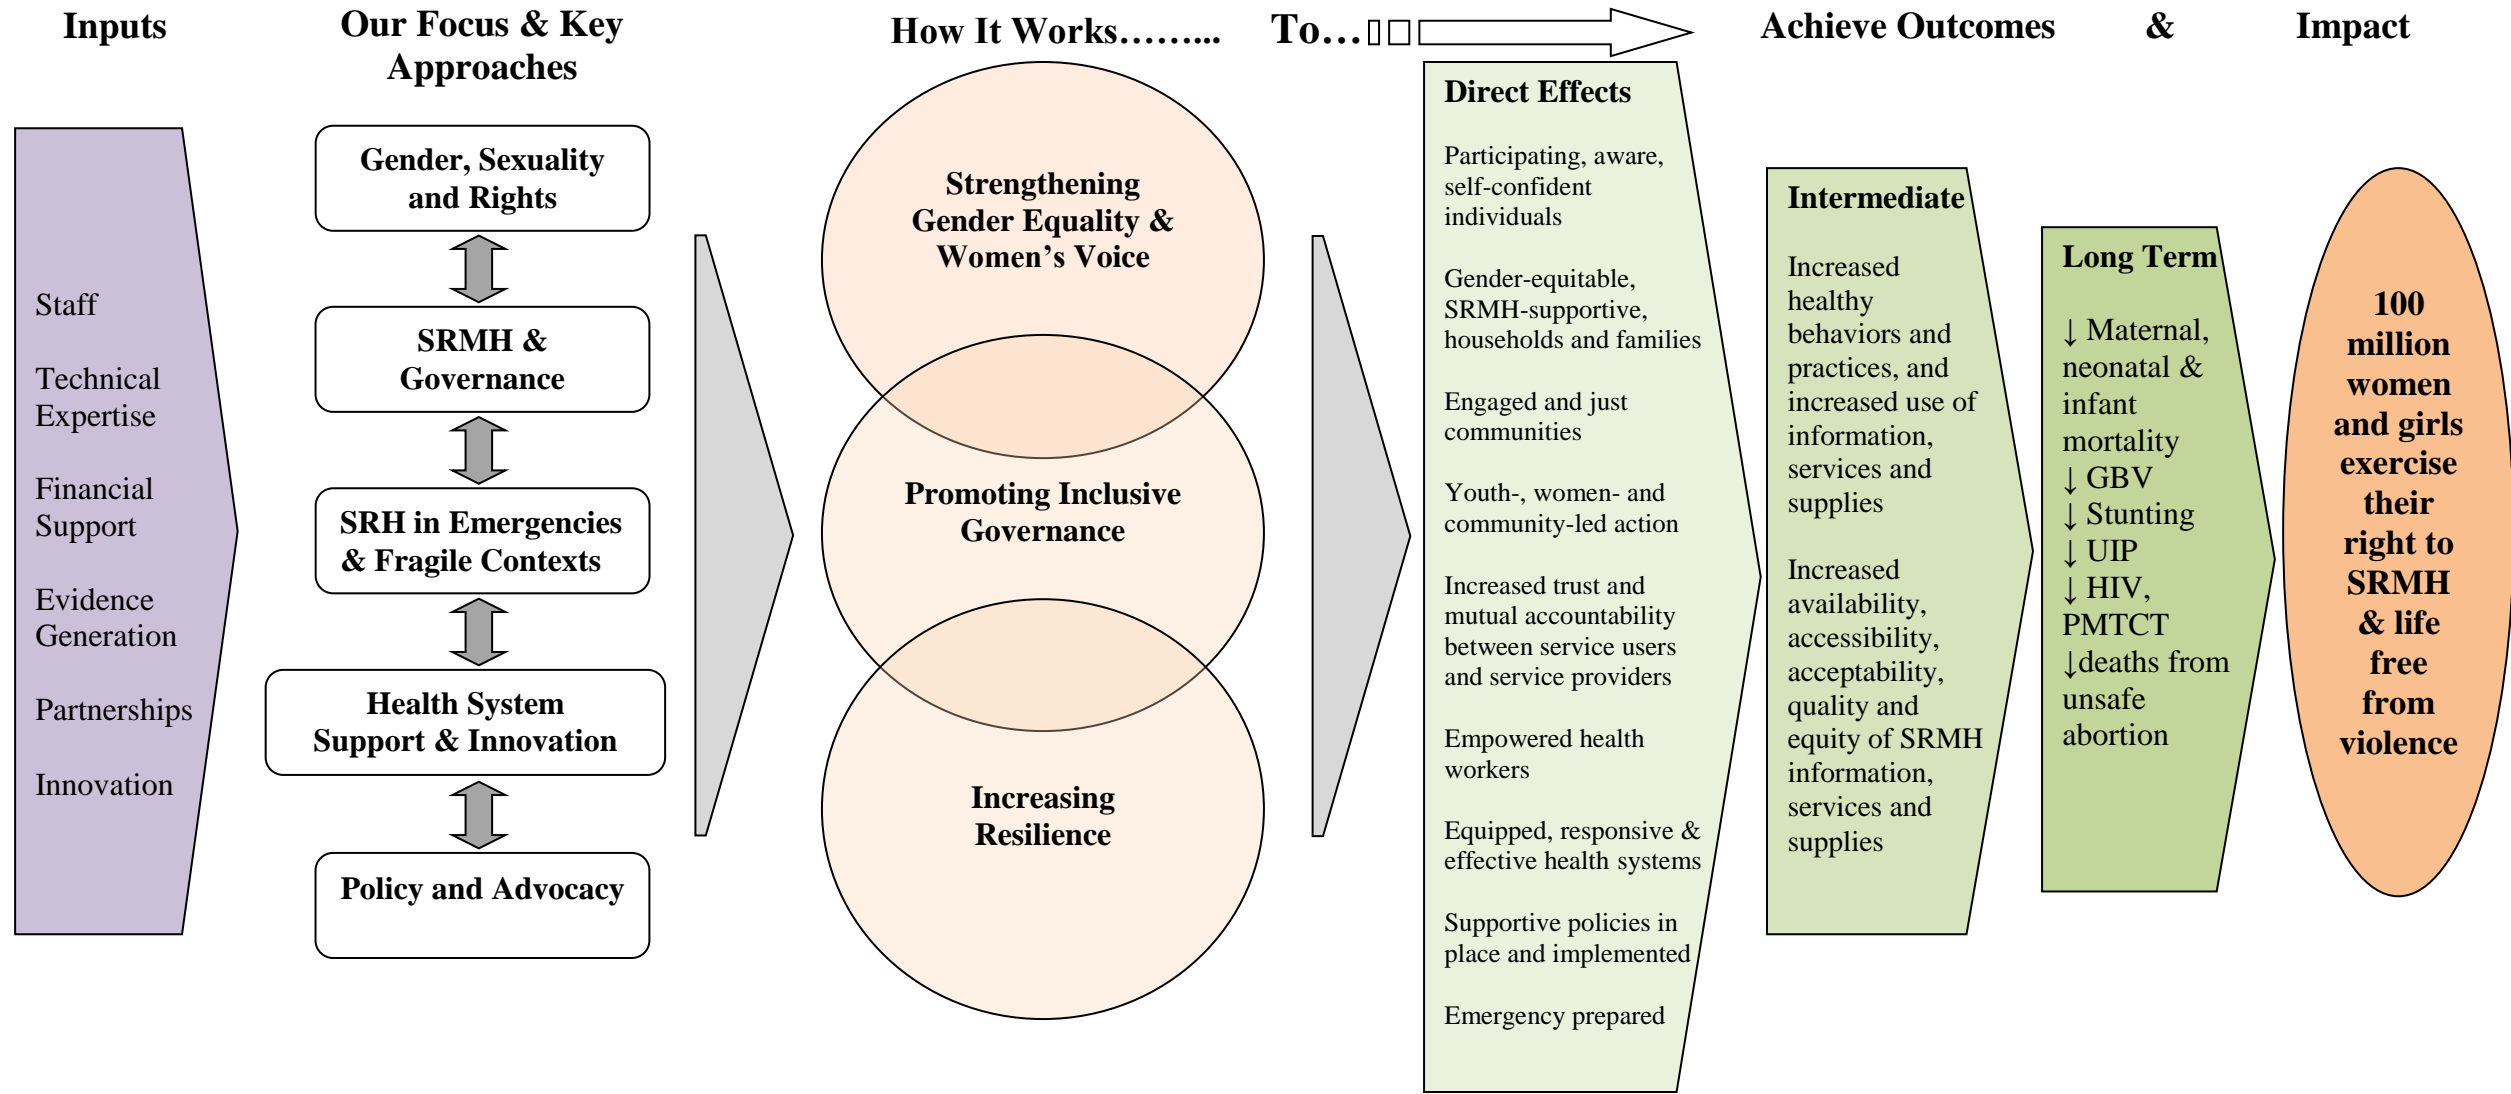 Inputs
Our Focus & Key
Approaches
How It Works……...
To…
Achieve Outcomes
&
Impact
Staff
Technical
Expertise
Financial
Support
Evidence
Generation
Partnerships
Innovation
Gender, Sexuality
and Rights
SRMH &
Governance
SRH in Emergencies
& Fragile Contexts
Health System
Support & Innovation
Policy and Advocacy
Strengthening
Gender Equality &
Women’s Voice
Promoting Inclusive
Governance
Increasing
Resilience
Direct Effects
Participating, aware,
self-confident
individuals
Gender-equitable,
SRMH-supportive,
households and families
Engaged and just
communities
Youth-, women- and
community-led action
Increased trust and
mutual accountability
between service users
and service providers
Empowered health
workers
Equipped, responsive &
effective health systems
Supportive policies in
place and implemented
Emergency prepared
Intermediate
Increased
healthy
behaviors and
practices, and
increased use of
information,
services and
supplies
Increased
availability,
accessibility,
acceptability,
quality and
equity of SRMH
information,
services and
supplies
Long Term
↓ Maternal,
neonatal &
infant
mortality
↓ GBV
↓ Stunting
↓ UIP
↓ HIV,
PMTCT
↓deaths from
unsafe
abortion
100
million
women
and girls
exercise
their
right to
SRMH
& life
free
from
violence